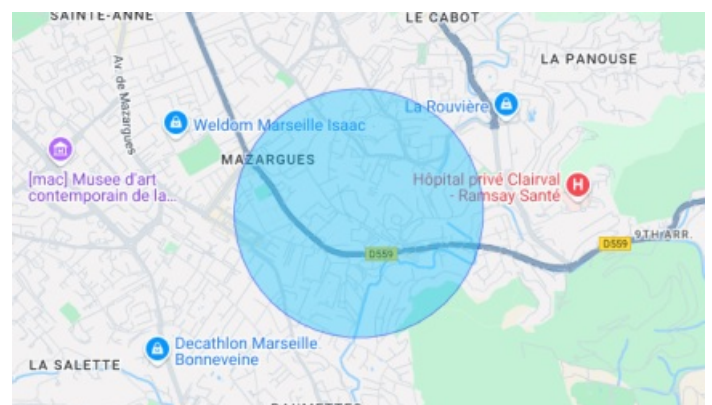 SAINTE-ANNE
LE CABOT
LA PANOUSE
Av. de Mazargues
La Rouvière
Weldom Marseille Isaac
MAZARGUES
[mac] Musee d'art
contemporain de la...
Hôpital privé Clairval
- Ramsay Santé
H
9TH ARR.
D559
D559
Decathlon Marseille
Bonneveine
LA SALETTE
BAUMETTES